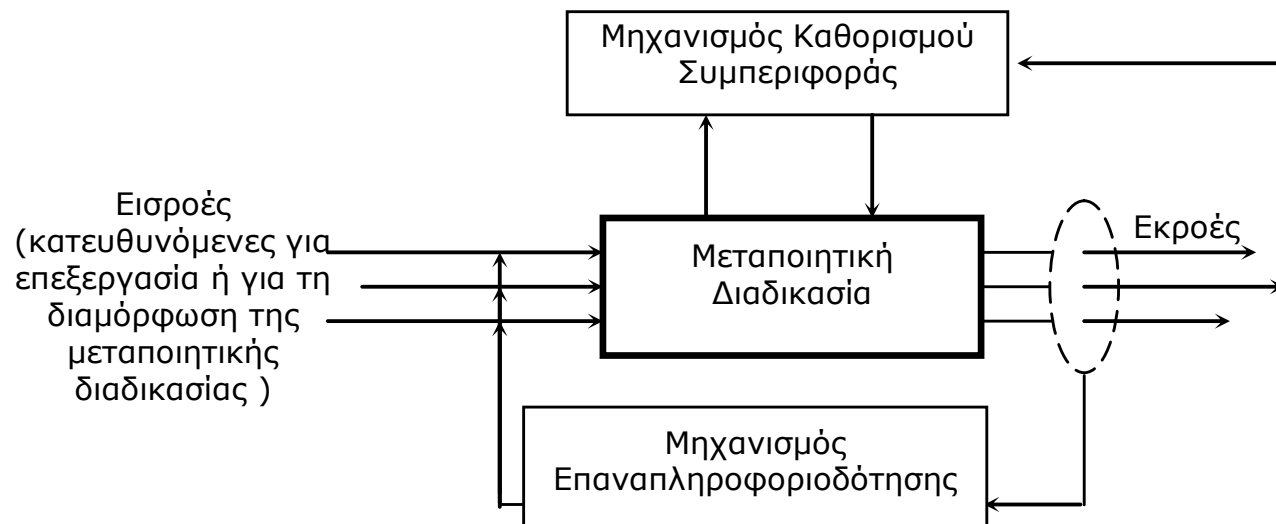 Μηχανισμός Καθορισμού
Συμπεριφοράς
Εισροές
(κατευθυνόμενες για
επεξεργασία ή για τη
διαμόρφωση της
μεταποιητικής
διαδικασίας )
Μεταποιητική
Διαδικασία
Εκροές
Μηχανισμός
Επαναπληροφοριοδότησης